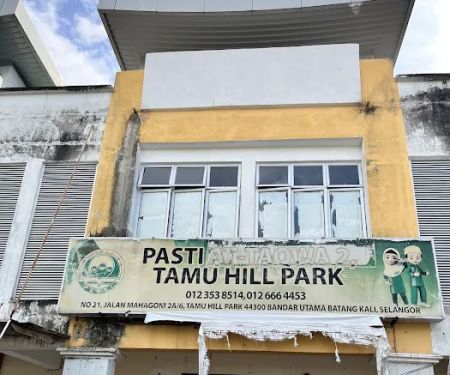 PASTI AT-TAQWA 2,
TAMU HILL PARK
012 353 8514, 012 666 4453
NO 21, JALAN MAHAGONI 2A/6, TAMU HILL PARK 44300 BANDAR UTAMA BATANG KALI, SELANGOR